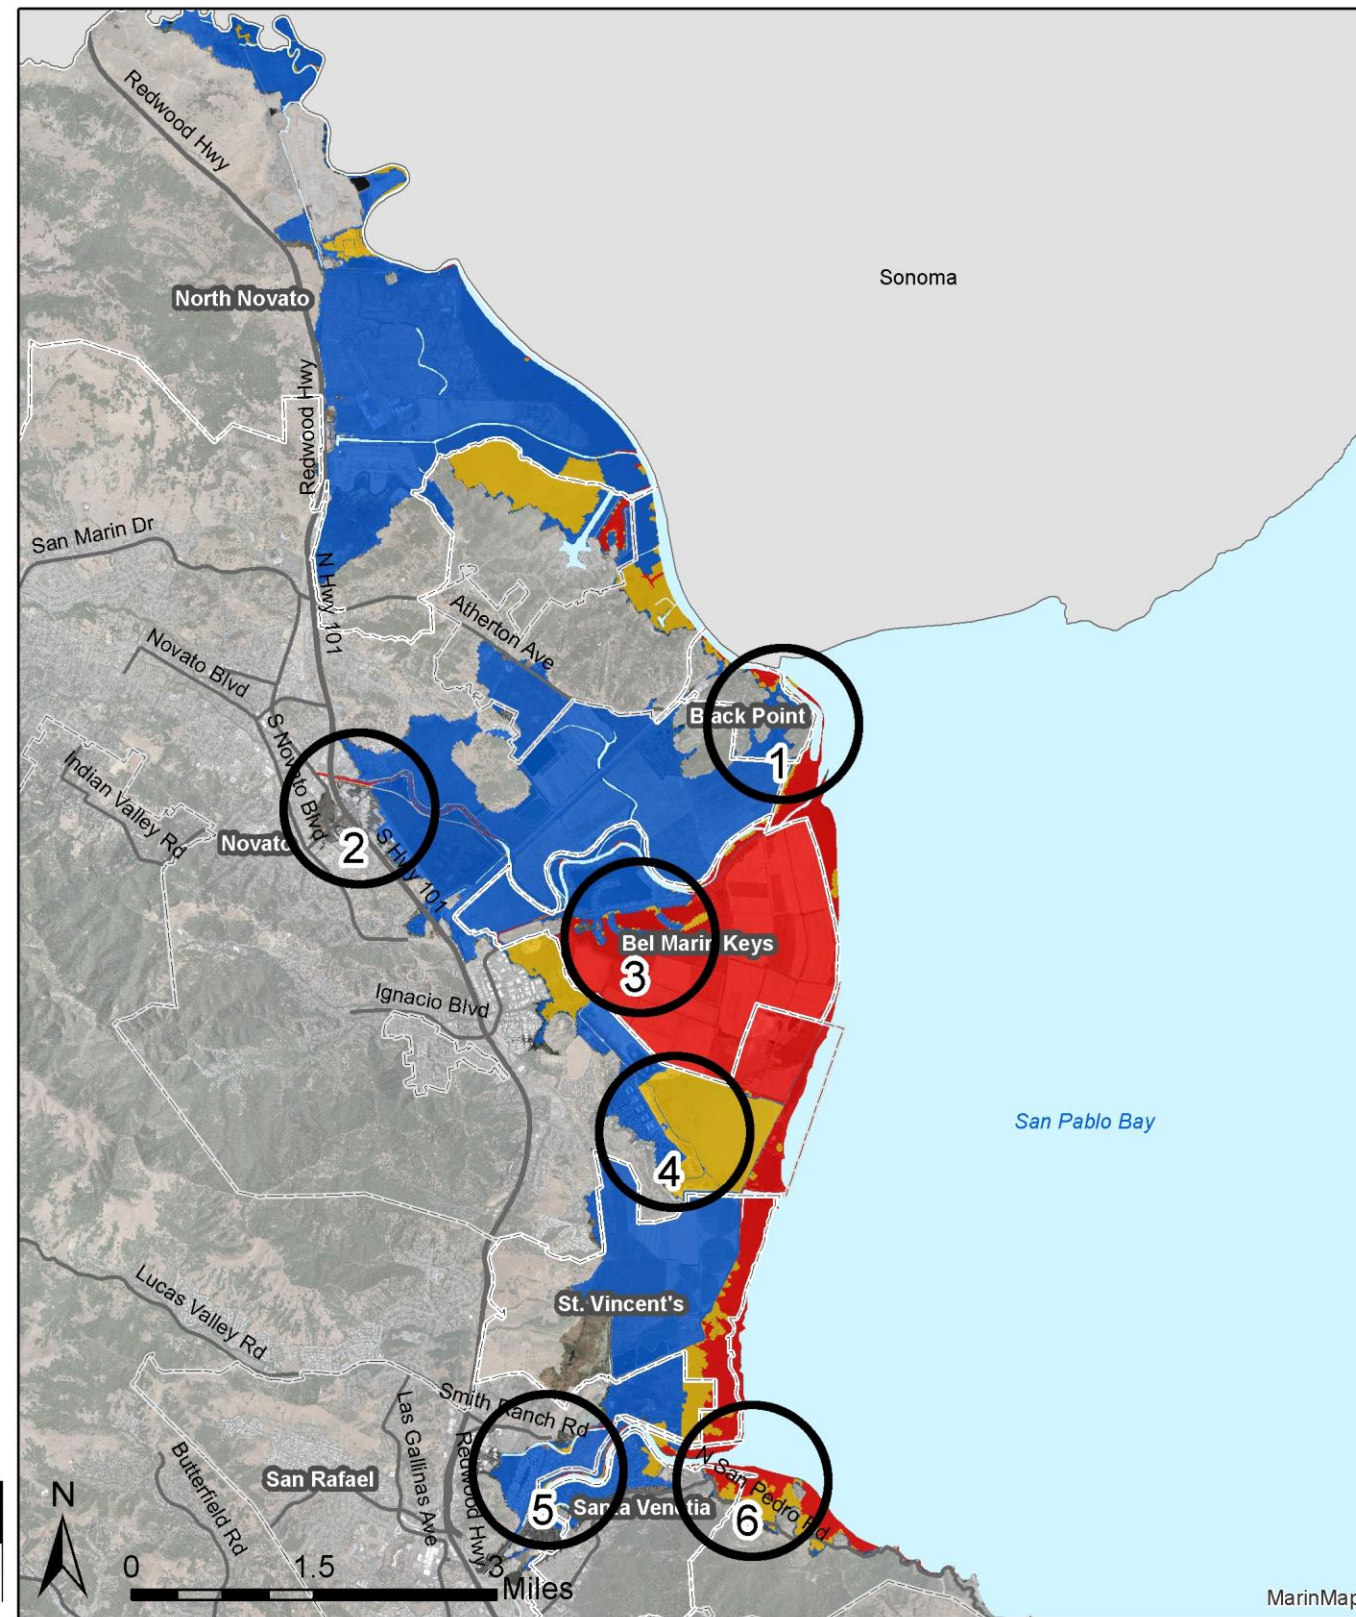 Redwood Hwy
Sonoma
North Novato
Redwood Hwy
San Marin Dr
N Hwy 101
Atherton Ave
Novato Blvd
S Novato Blvd
Black Point
1
Indian Valley Rd
Novato
2
S Hwy 101
Bel Marin Keys
3
Ignacio Blvd
San Pablo Bay
4
Lucas Valley Rd
St. Vincent's
Smith Ranch Rd
Las Gallinas Ave
Redwood Hwy
Butterfield Rd
San Rafael
N San Pedro Rd
5
Santa Venetia
6
N
0 1.5 3
Miles
MarinMap